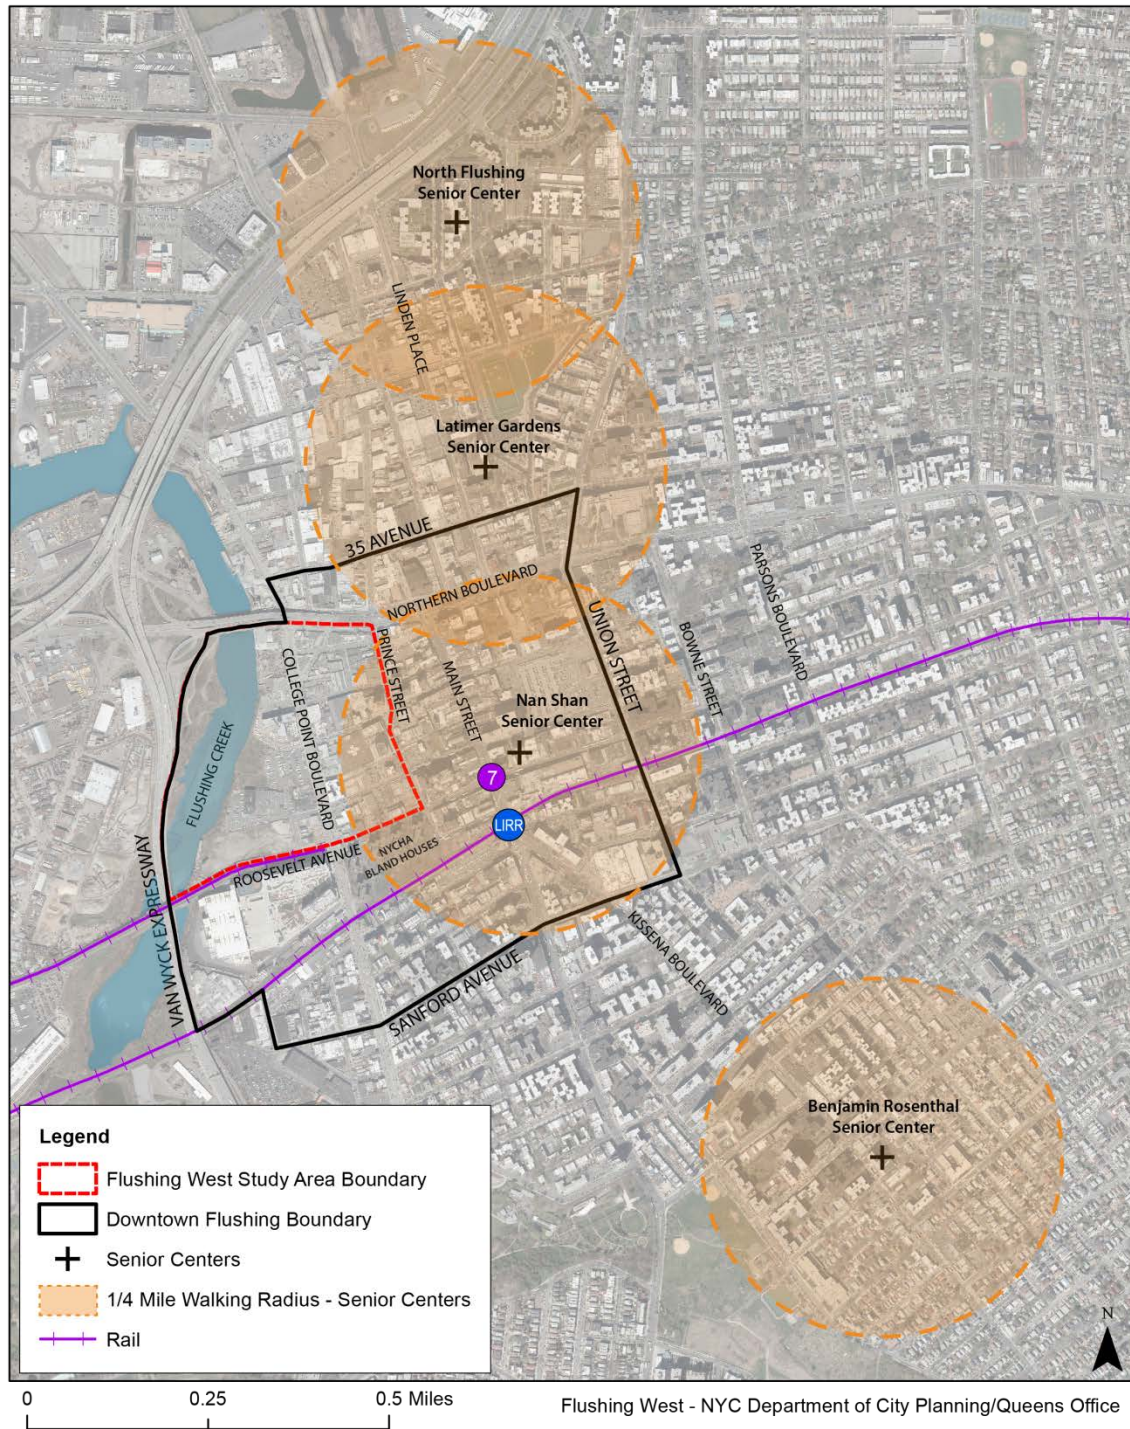 North Flushing
Senior Center
LINDEN PLACE
Latimer Gardens
Senior Center
35 AVENUE
NORTHERN BOULEVARD
PRINCE STREET
UNION STREET
PARSONS BOULEVARD
BOWNE STREET
COLLEGE POINT BOULEVARD
MAIN STREET
Nan Shan
Senior Center
FLUSHING CREEK
7
LIRR
NYCHA
BLAND HOUSES
ROOSEVELT AVENUE
VAN WYCK EXPRESSWAY
KISSENA BOULEVARD
SANFORD AVENUE
Benjamin Rosenthal
Senior Center
Legend
Flushing West Study Area Boundary
Downtown Flushing Boundary
Senior Centers
1/4 Mile Walking Radius - Senior Centers
Rail
N
0 0.25 0.5 Miles
Flushing West - NYC Department of City Planning/Queens Office